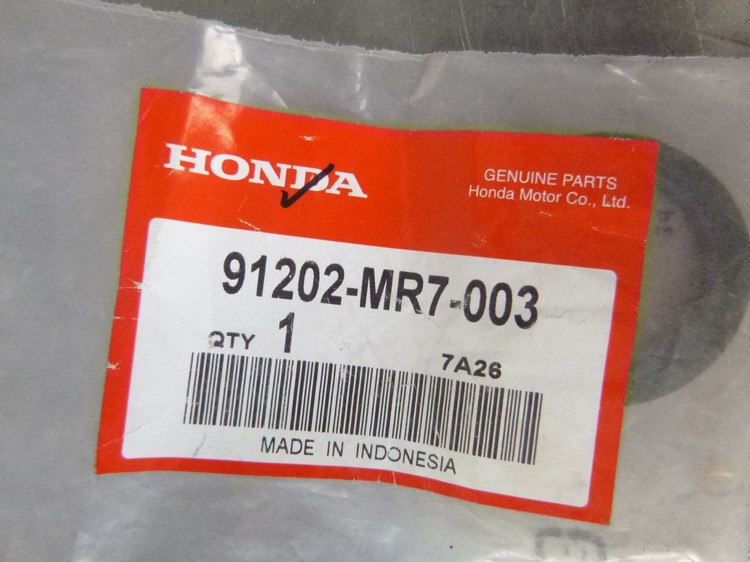 HONDA
GENUINE PARTS
Honda Motor Co., Ltd.
91202-MR7-003
QTY 1
7A26
MADE IN INDONESIA